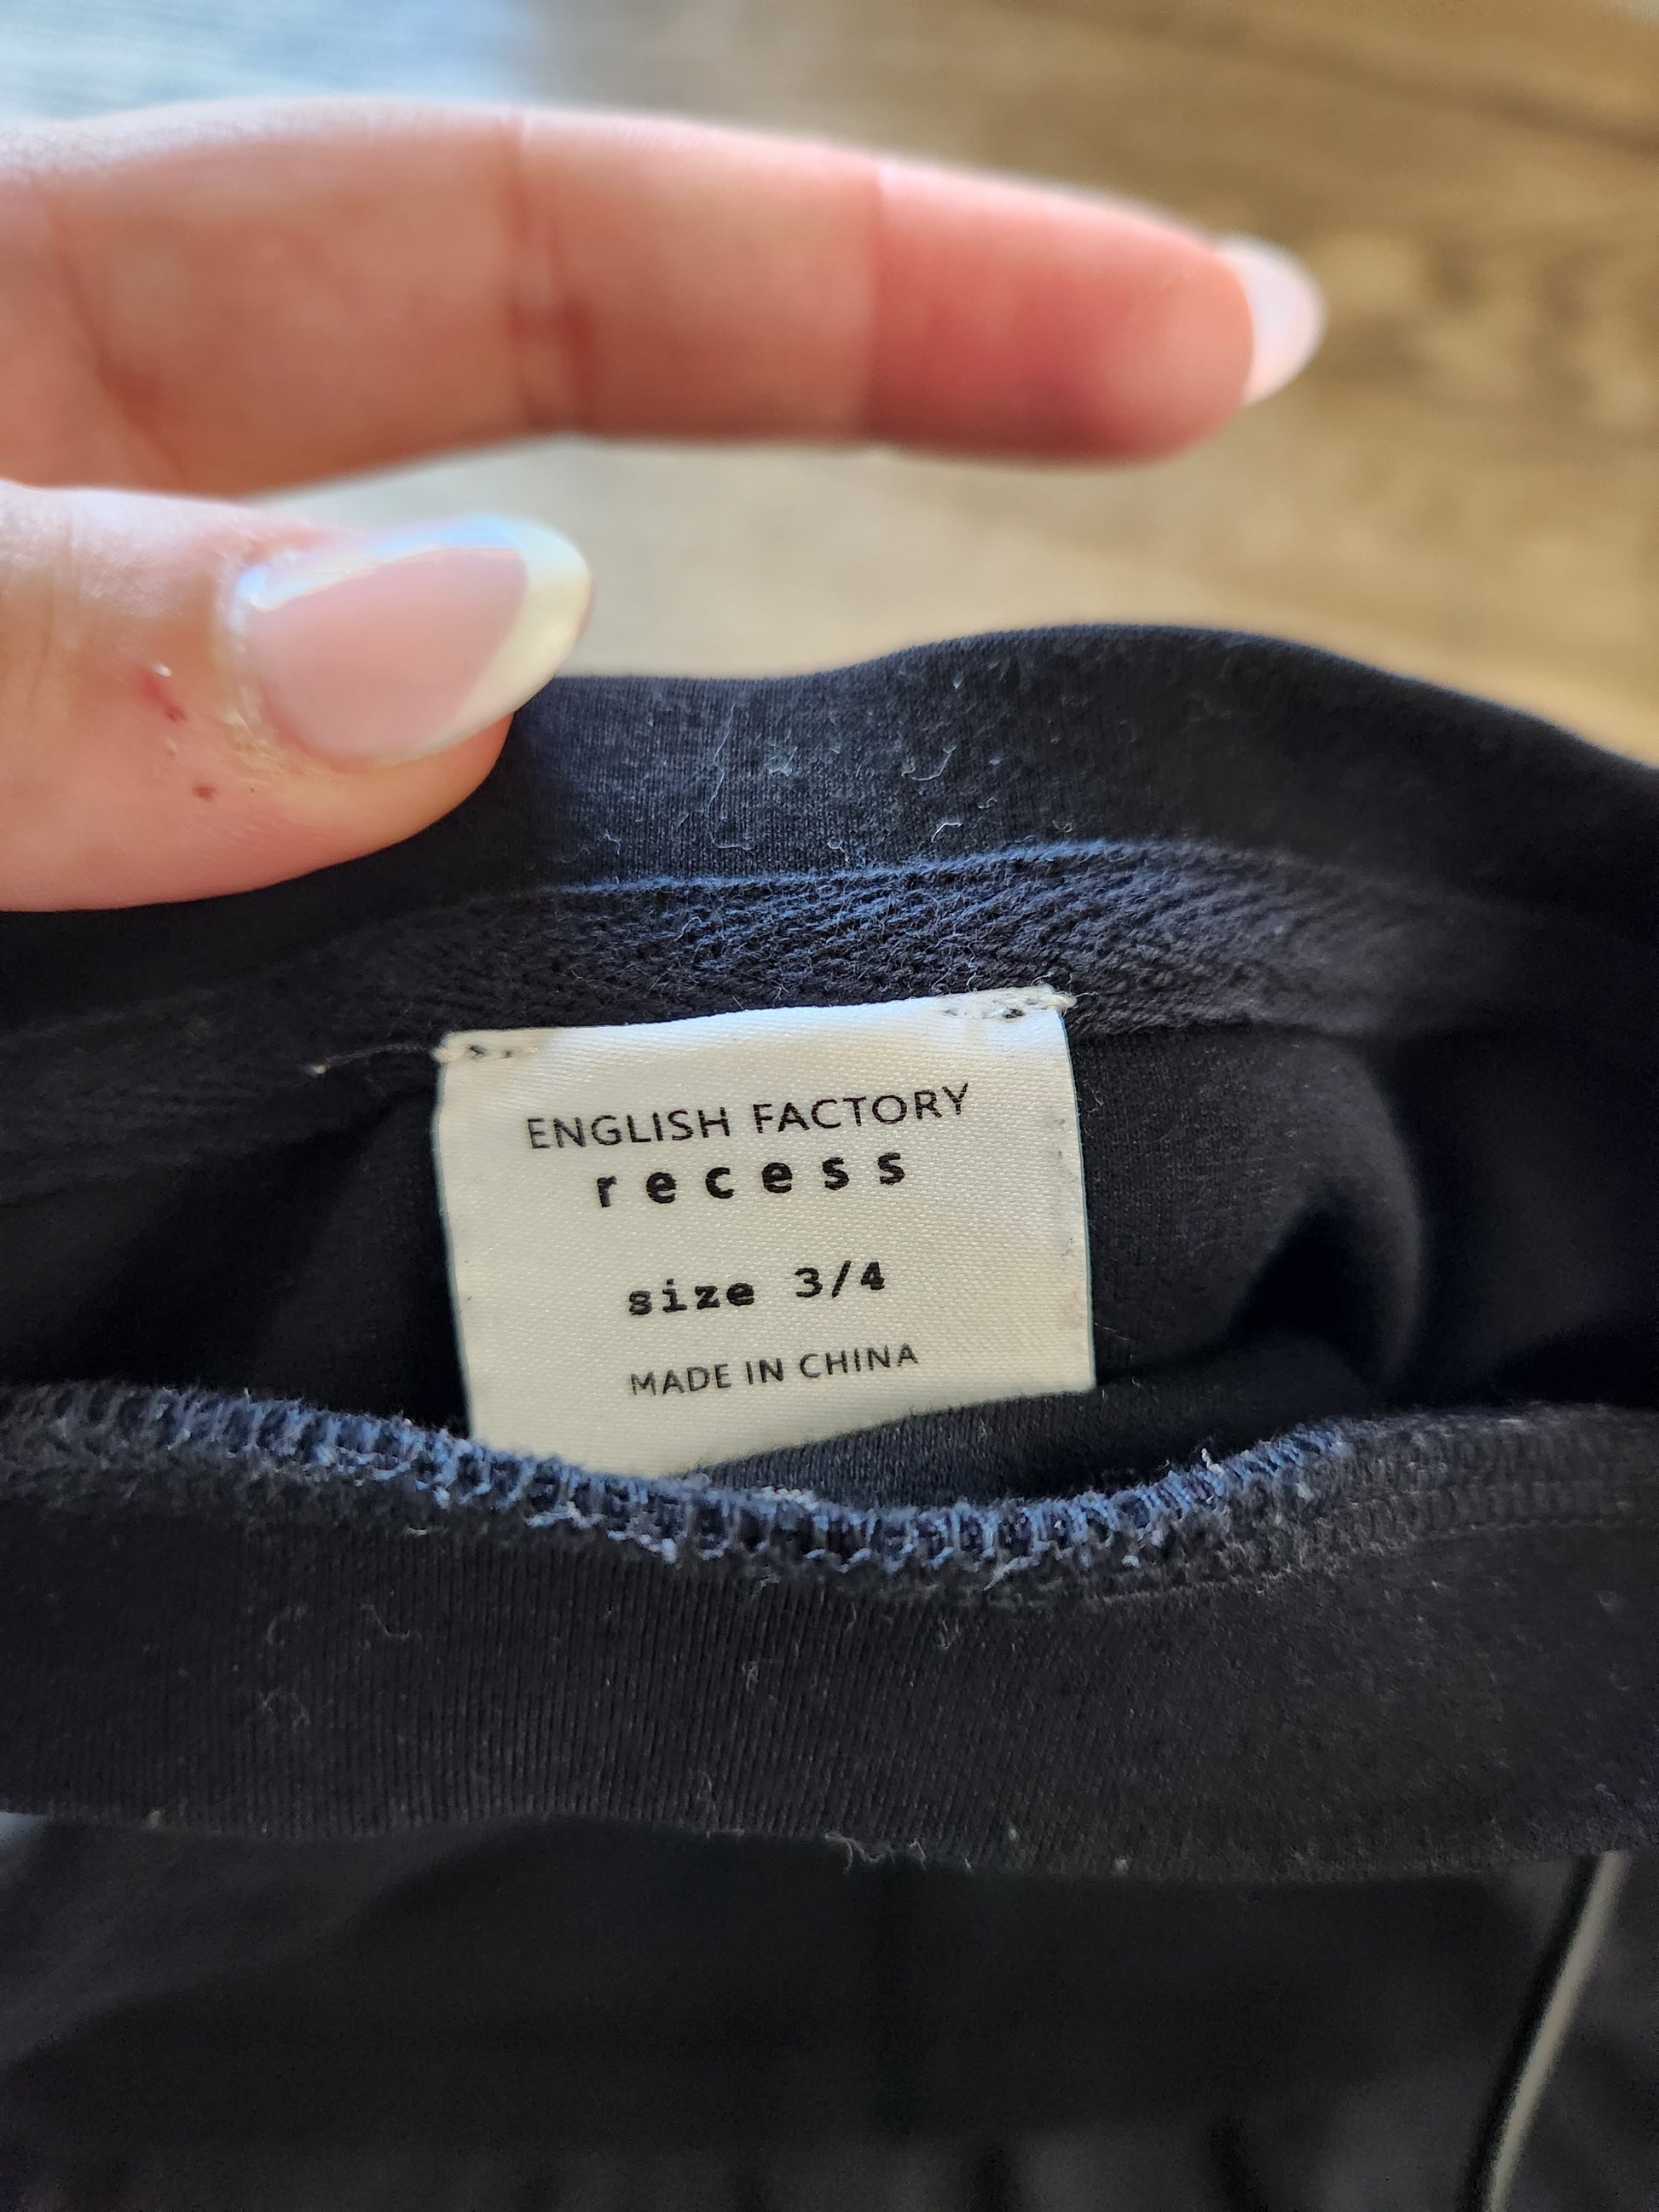 ENGLISH FACTORY
recess
size 3/4
MADE IN CHINA